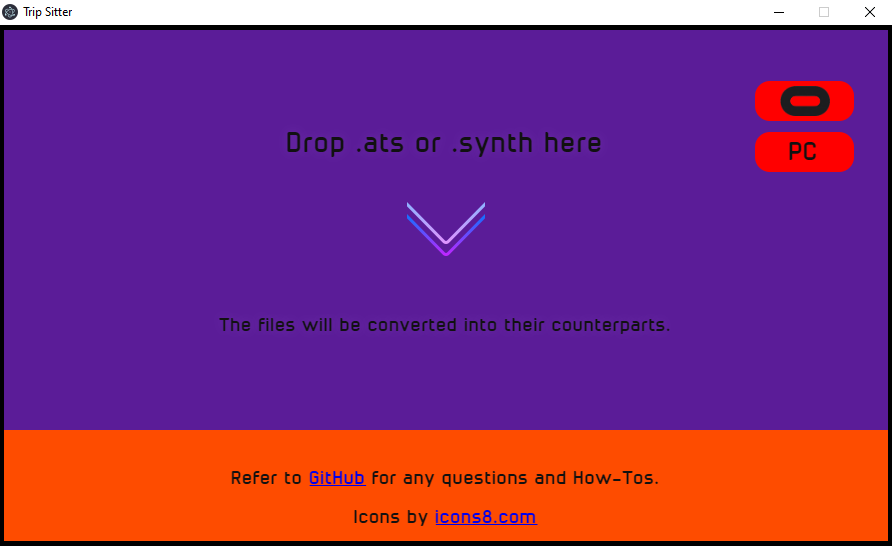 Trip Sitter
Drop .ats or .synth here
PC
The files will be converted into their counterparts.
Refer to GitHub for any questions and How-Tos.
Icons by icons8.com